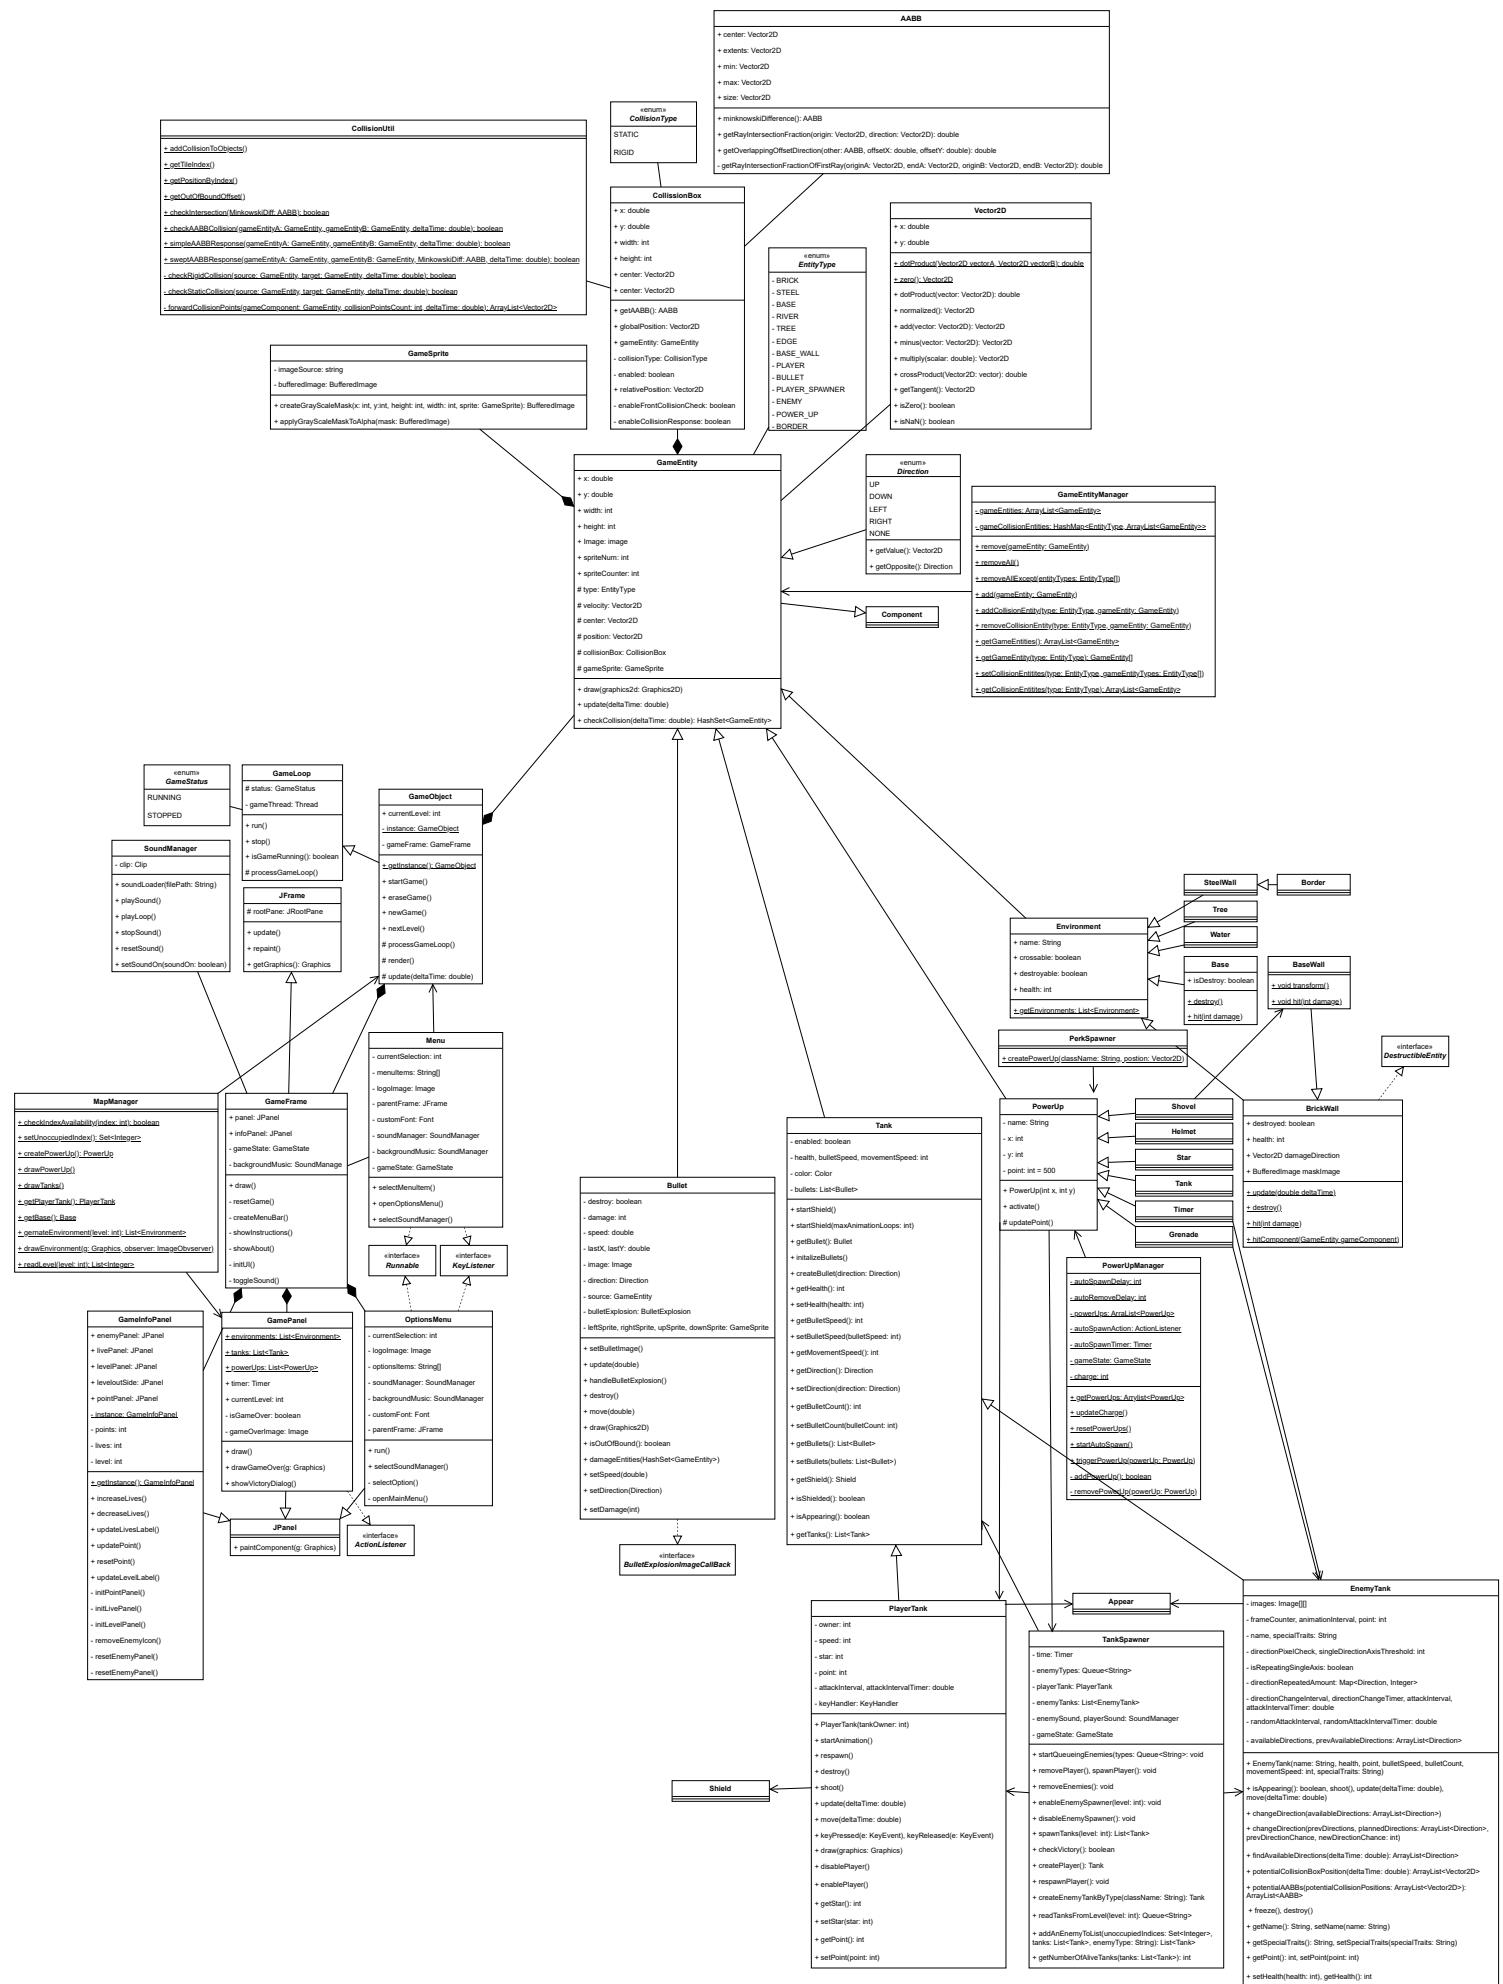 AABB
+ center: Vector2D
+ extents: Vector2D
+ min: Vector2D
+ max: Vector2D
+ size: Vector2D
+ minknowskiDifference(): AABB
+ getRayIntersectionFraction(origin: Vector2D, direction: Vector2D): double
+ getOverlappingOffsetDirection(other: AABB, offsetX: double, offsetY: double): double
- getRayIntersectionFractionOfFirstRay(originA: Vector2D, endA: Vector2D, originB: Vector2D, endB: Vector2D): double
«enum»
CollisionType
STATIC
RIGID
CollisionUtil
+ addCollisionToObjects()
+ getTileIndex()
+ getPositionByIndex()
+ getOutOfBoundOffset()
+ checkIntersection(MinkowskiDiff: AABB): boolean
+ checkAABBCollision(gameEntityA: GameEntity, gameEntityB: GameEntity, deltaTime: double): boolean
+ simpleAABBResponse(gameEntityA: GameEntity, gameEntityB: GameEntity, deltaTime: double): boolean
+ sweptAABBResponse(gameEntityA: GameEntity, gameEntityB: GameEntity, MinkowskiDiff: AABB, deltaTime: double): boolean
- checkRigidCollision(source: GameEntity, target: GameEntity, deltaTime: double): boolean
- checkStaticCollision(source: GameEntity, target: GameEntity, deltaTime: double): boolean
- forwardCollisionPoints(gameComponent: GameEntity, collisionPointsCount: int, deltaTime: double): ArrayList<Vector2D>
CollissionBox
+ x: double
+ y: double
+ width: int
+ height: int
+ center: Vector2D
+ center: Vector2D
+ getAABB(): AABB
+ globalPosition: Vector2D
+ gameEntity: GameEntity
- collisionType: CollisionType
- enabled: boolean
+ relativePosition: Vector2D
- enableFrontCollisionCheck: boolean
- enableCollisionResponse: boolean
«enum»
EntityType
- BRICK
- STEEL
- BASE
- RIVER
- TREE
- EDGE
- BASE_WALL
- PLAYER
- BULLET
- PLAYER_SPAWNER
- ENEMY
- POWER_UP
- BORDER
Vector2D
+ x: double
+ y: double
+ dotProduct(Vector2D vectorA, Vector2D vectorB): double
+ zero(): Vector2D
+ dotProduct(vector: Vector2D): double
+ normalized(): Vector2D
+ add(vector: Vector2D): Vector2D
+ minus(vector: Vector2D): Vector2D
+ multiply(scalar: double): Vector2D
+ crossProduct(Vector2D: vector): double
+ getTangent(): Vector2D
+ isZero(): boolean
+ isNaN(): boolean
GameSprite
- imageSource: string
- bufferedImage: BufferedImage
+ createGrayScaleMask(x: int, y:int, height: int, width: int, sprite: GameSprite): BufferedImage
+ applyGrayScaleMaskToAlpha(mask: BufferedImage)
GameEntity
+ x: double
+ y: double
+ width: int
+ height: int
+ Image: image
+ spriteNum: int
+ spriteCounter: int
# type: EntityType
# velocity: Vector2D
# center: Vector2D
# position: Vector2D
# collisionBox: CollisionBox
# gameSprite: GameSprite
+ draw(graphics2d: Graphics2D)
+ update(deltaTime: double)
+ checkCollision(deltaTime: double): HashSet<GameEntity>
«enum»
Direction
UP
DOWN
LEFT
RIGHT
NONE
+ getValue(): Vector2D
+ getOpposite(): Direction
Component
GameEntityManager
- gameEntities: ArrayList<GameEntity>
- gameCollisionEntities: HashMap<EntityType, ArrayList<GameEntity>>
+ remove(gameEntity: GameEntity)
+ removeAll()
+ removeAllExcept(entityTypes: EntityType[])
+ add(gameEntity: GameEntity)
+ addCollisionEntity(type: EntityType, gameEntity: GameEntity)
+ removeCollisionEntity(type: EntityType, gameEntity: GameEntity)
+ getGameEntities(): ArrayList<GameEntity>
+ getGameEntity(type: EntityType): GameEntity[]
+ setCollisionEntitites(type: EntityType, gameEntityTypes: EntityType[])
+ getCollisionEntitites(type: EntityType): ArrayList<GameEntity>
«enum»
GameStatus
RUNNING
STOPPED
GameLoop
# status: GameStatus
- gameThread: Thread
+ run()
+ stop()
+ isGameRunning(): boolean
# processGameLoop()
GameObject
+ currentLevel: int
- instance: GameObject
- gameFrame: GameFrame
+ getInstance(): GameObject
+ startGame()
+ eraseGame()
+ newGame()
+ nextLevel()
# processGameLoop()
# render()
# update(deltaTime: double)
SoundManager
- clip: Clip
+ soundLoader(filePath: String)
+ playSound()
+ playLoop()
+ stopSound()
+ resetSound()
+ setSoundOn(soundOn: boolean)
JFrame
# rootPane: JRootPane
+ update()
+ repaint()
+ getGraphics(): Graphics
Menu
- currentSelection: int
- menuItems: String[]
- logoImage: Image
- parentFrame: JFrame
- customFont: Font
- soundManager: SoundManager
- backgroundMusic: SoundManager
- gameState: GameState
+ selectMenuItem()
+ openOptionsMenu()
+ selectSoundManager()
MapManager
+ checkIndexAvailability(index: int): boolean
+ setUnoccupiedIndex(): Set<Integer>
+ createPowerUp(): PowerUp
+ drawPowerUp()
+ drawTanks()
+ getPlayerTank(): PlayerTank
+ getBase(): Base
+ gernateEnvironment(level: int): List<Environment>
+ drawEnvironment(g: Graphics, observer: ImageObvserver)
+ readLevel(level: int): List<Integer>
GameFrame
+ panel: JPanel
+ infoPanel: JPanel
- gameState: GameState
- backgroundMusic: SoundManage
+ draw()
- resetGame()
- createMenuBar()
- showInstructions()
- showAbout()
- initUI()
- toggleSound()
«interface»
Runnable
«interface»
KeyListener
GameInfoPanel
+ enemyPanel: JPanel
+ livePanel: JPanel
+ levelPanel: JPanel
+ leveloutSide: JPanel
+ pointPanel: JPanel
- instance: GameInfoPanel
- points: int
- lives: int
- level: int
+ getInstance(): GameInfoPanel
+ increaseLives()
+ decreaseLives()
+ updateLivesLabel()
+ updatePoint()
+ resetPoint()
+ updateLevelLabel()
- initPointPanel()
- initLivePanel()
- initLevelPanel()
- removeEnemyIcon()
- resetEnemyPanel()
- resetEnemyPanel()
GamePanel
+ environments: List<Environment>
+ tanks: List<Tank>
+ powerUps: List<PowerUp>
+ timer: Timer
+ currentLevel: int
- isGameOver: boolean
- gameOverImage: Image
+ draw()
+ drawGameOver(g: Graphics)
+ showVictoryDialog()
OptionsMenu
- currentSelection: int
- logoImage: Image
- optionsItems: String[]
- soundManager: SoundManager
- backgroundMusic: SoundManager
- customFont: Font
- parentFrame: JFrame
+ run()
+ selectSoundManager()
- selectOption()
- openMainMenu()
JPanel
+ paintComponent(g: Graphics)
«interface»
ActionListener
Bullet
- destroy: boolean
- damage: int
- speed: double
- lastX, lastY: double
- image: Image
- direction: Direction
- source: GameEntity
- bulletExplosion: BulletExplosion
- leftSprite, rightSprite, upSprite, downSprite: GameSprite
+ setBulletImage()
+ update(double)
+ handleBulletExplosion()
+ destroy()
+ move(double)
+ draw(Graphics2D)
+ isOutOfBound(): boolean
+ damageEntities(HashSet<GameEntity>)
+ setSpeed(double)
+ setDirection(Direction)
+ setDamage(int)
«interface»
BulletExplosionImageCallBack
Tank
- enabled: boolean
- health, bulletSpeed, movementSpeed: int
- color: Color
- bullets: List<Bullet>
+ startShield()
+ startShield(maxAnimationLoops: int)
+ getBullet(): Bullet
+ initalizeBullets()
+ createBullet(direction: Direction)
+ getHealth(): int
+ setHealth(health: int)
+ getBulletSpeed(): int
+ setBulletSpeed(bulletSpeed: int)
+ getMovementSpeed(): int
+ getDirection(): Direction
+ setDirection(direction: Direction)
+ getBulletCount(): int
+ setBulletCount(bulletCount: int)
+ getBullets(): List<Bullet>
+ setBullets(bullets: List<Bullet>)
+ getShield(): Shield
+ isShielded(): boolean
+ isAppearing(): boolean
+ getTanks(): List<Tank>
Environment
+ name: String
+ crossable: boolean
+ destroyable: boolean
+ health: int
+ getEnvironments: List<Environment>
SteelWall
Border
Tree
Water
Base
+ isDestroy: boolean
+ destroy()
+ hit(int damage)
BaseWall
+ void transform()
+ void hit(int damage)
PerkSpawner
+ createPowerUp(className: String, postion: Vector2D)
«interface»
DestructibleEntity
PowerUp
- name: String
- x: int
- y: int
- point: int = 500
+ PowerUp(int x, int y)
+ activate()
# updatePoint()
Shovel
Helmet
Star
Tank
Timer
Grenade
BrickWall
+ destroyed: boolean
+ health: int
+ Vector2D damageDirection
+ BufferedImage maskImage
+ update(double deltaTime)
+ destroy()
+ hit(int damage)
+ hitComponent(GameEntity gameComponent)
PowerUpManager
- autoSpawnDelay: int
- autoRemoveDelay: int
- powerUps: ArraList<PowerUp>
- autoSpawnAction: ActionListener
- autoSpawnTimer: Timer
- gameState: GameState
- charge: int
+ getPowerUps: Arrylist<PowerUp>
+ updateCharge()
+ resetPowerUps()
+ startAutoSpawn()
+ triggerPowerUp(powerUp: PowerUp)
- addPowerUp(): boolean
- removePowerUp(powerUp: PowerUp)
PlayerTank
- owner: int
- speed: int
- star: int
- point: int
- attackInterval, attackIntervalTimer: double
- keyHandler: KeyHandler
+ PlayerTank(tankOwner: int)
+ startAnimation()
+ respawn()
+ destroy()
+ shoot()
+ update(deltaTime: double)
+ move(deltaTime: double)
+ keyPressed(e: KeyEvent), keyReleased(e: KeyEvent)
+ draw(graphics: Graphics)
+ disablePlayer()
+ enablePlayer()
+ getStar(): int
+ setStar(star: int)
+ getPoint(): int
+ setPoint(point: int)
Shield
Appear
TankSpawner
- time: Timer
- enemyTypes: Queue<String>
- playerTank: PlayerTank
- enemyTanks: List<EnemyTank>
- enemySound, playerSound: SoundManager
- gameState: GameState
+ startQueueingEnemies(types: Queue<String>: void
+ removePlayer(), spawnPlayer(): void
+ removeEnemies(): void
+ enableEnemySpawner(level: int): void
+ disableEnemySpawner(): void
+ spawnTanks(level: int): List<Tank>
+ checkVictory(): boolean
+ createPlayer(): Tank
+ respawnPlayer(): void
+ createEnemyTankByType(className: String): Tank
+ readTanksFromLevel(level: int): Queue<String>
+ addAnEnemyToList(unoccupiedIndices: Set<Integer>,
tanks: List<Tank>, enemyType: String): List<Tank>
+ getNumberOfAliveTanks(tanks: List<Tank>): int
EnemyTank
- images: Image[][]
- frameCounter, animationInterval, point: int
- name, specialTraits: String
- directionPixelCheck, singleDirectionAxisThreshold: int
- isRepeatingSingleAxis: boolean
- directionRepeatedAmount: Map<Direction, Integer>
- directionChangeInterval, directionChangeTimer, attackInterval,
attackIntervalTimer: double
- randomAttackInterval, randomAttackIntervalTimer: double
- availableDirections, prevAvailableDirections: ArrayList<Direction>
+ EnemyTank(name: String, health, point, bulletSpeed, bulletCount,
movementSpeed: int, specialTraits: String)
+ isAppearing(): boolean, shoot(), update(deltaTime: double),
move(deltaTime: double)
+ changeDirection(availableDirections: ArrayList<Direction>)
+ changeDirection(prevDirections, plannedDirections: ArrayList<Direction>,
prevDirectionChance, newDirectionChance: int)
+ findAvailableDirections(deltaTime: double): ArrayList<Direction>
+ potentialCollisionBoxPosition(deltaTime: double): ArrayList<Vector2D>
+ potentialAABBs(potentialCollisionPositions: ArrayList<Vector2D>):
ArrayList<AABB>
+ freeze(), destroy()
+ getName(): String, setName(name: String)
+ getSpecialTraits(): String, setSpecialTraits(specialTraits: String)
+ getPoint(): int, setPoint(point: int)
+ setHealth(health: int), getHealth(): int